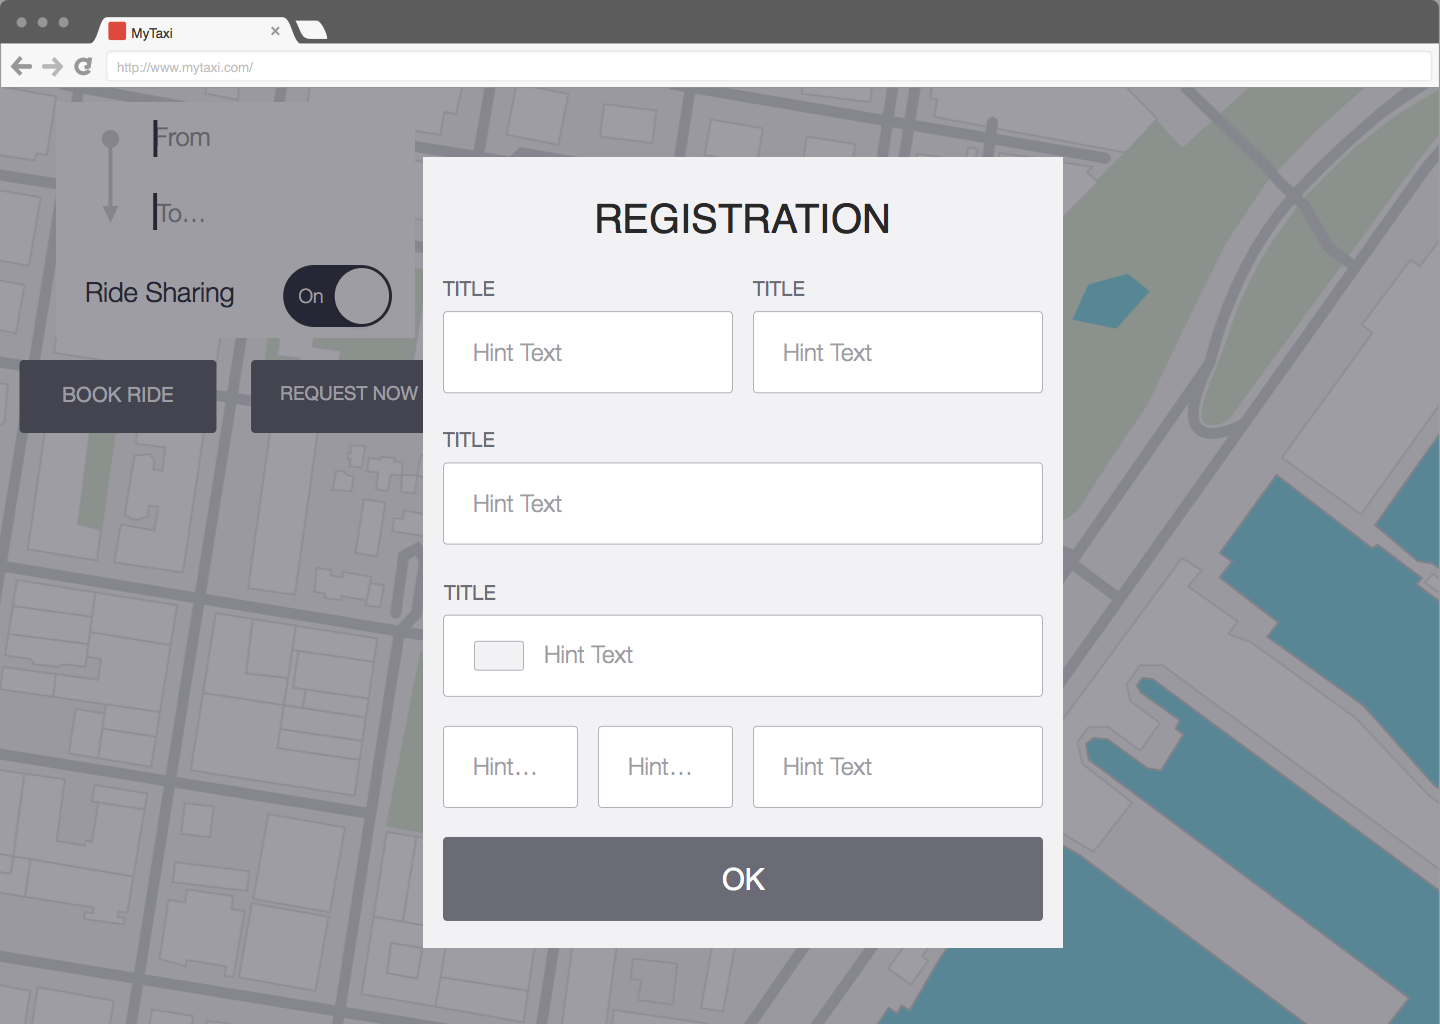 MyTaxi
http://www.mytaxi.com/
From
To...
Ride Sharing
On
BOOK RIDE
REQUEST NOW
REGISTRATION
TITLE
TITLE
Hint Text
Hint Text
TITLE
Hint Text
TITLE
Hint Text
Hint...
Hint...
Hint Text
OK